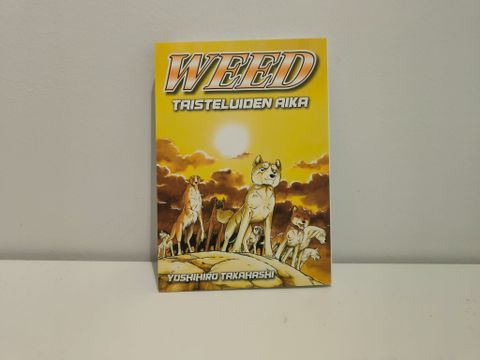 WEED
TAISTELUIDEN AIKA
YOSHIHIRO TAKAHASHI